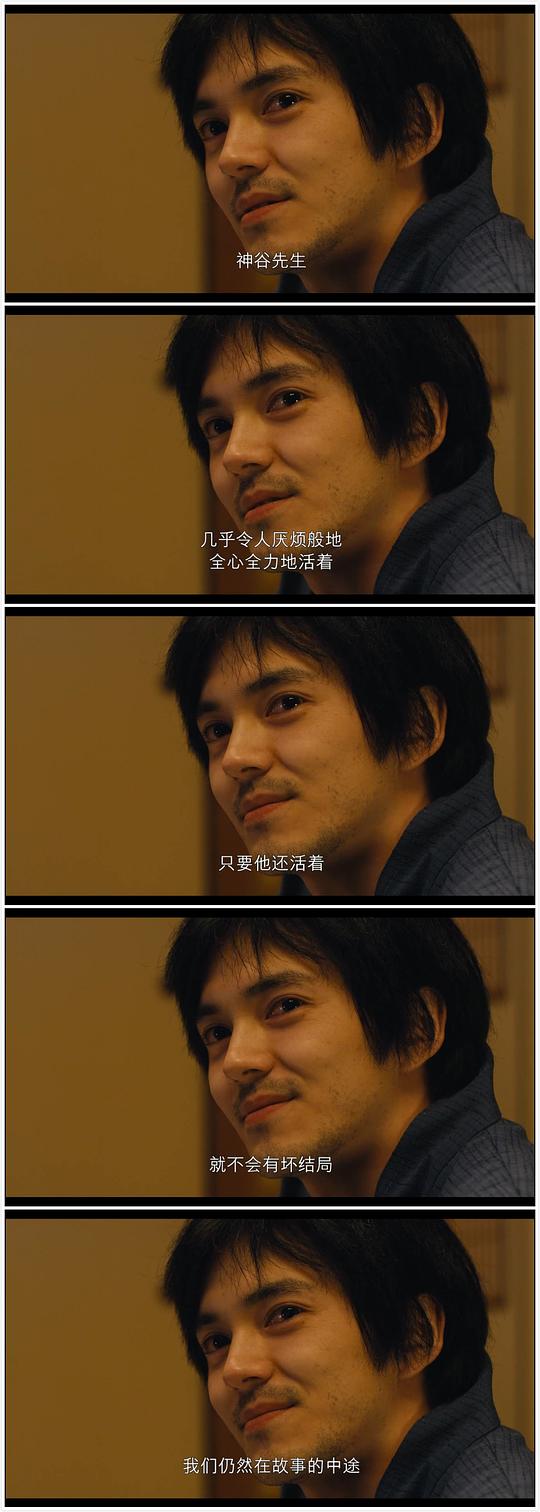 神谷先生
几乎令人厌烦般地
全心全力地活着
只要他还活着
就不会有坏结局
我们仍然在故事的中途